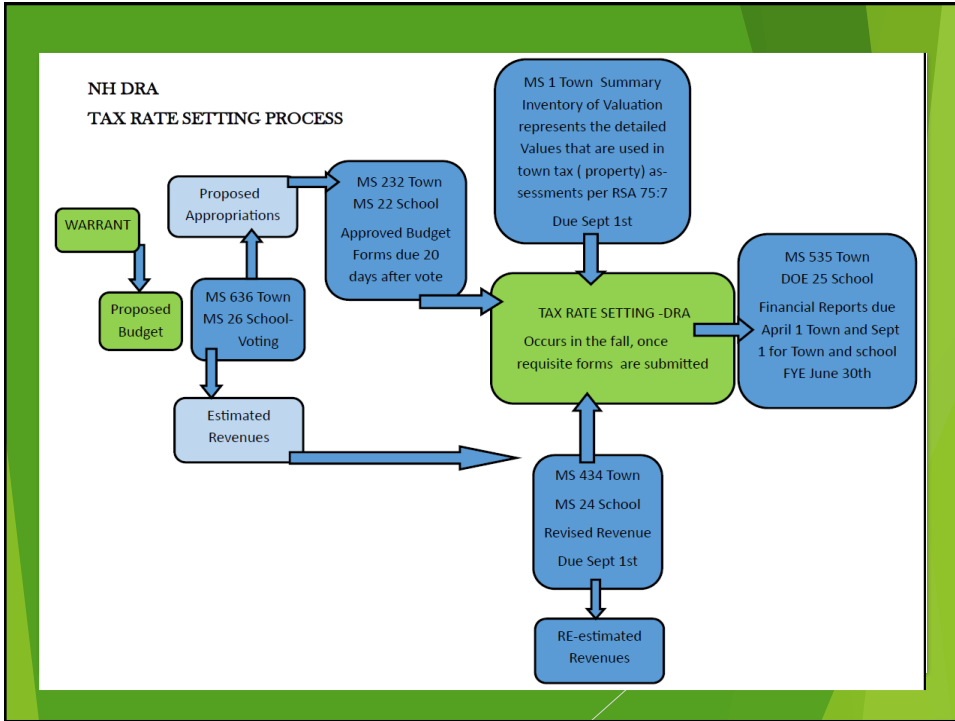 NH DRA
TAX RATE SETTING PROCESS
WARRANT
Proposed
Budget
Proposed
Appropriations
MS 636 Town
MS 26 School-
Voting
Estimated
Revenues
MS 232 Town
MS 22 School
Approved Budget
Forms due 20
days after vote
MS 1 Town Summary
Inventory of Valuation
represents the detailed
Values that are used in
town tax ( property) as-
sessments per RSA 75:7
Due Sept 1st
TAX RATE SETTING -DRA
Occurs in the fall, once
requisite forms are submitted
MS 535 Town
DOE 25 School
Financial Reports due
April 1 Town and Sept
1 for Town and school
FYE June 30th
MS 434 Town
MS 24 School
Revised Revenue
Due Sept 1st
RE-estimated
Revenues